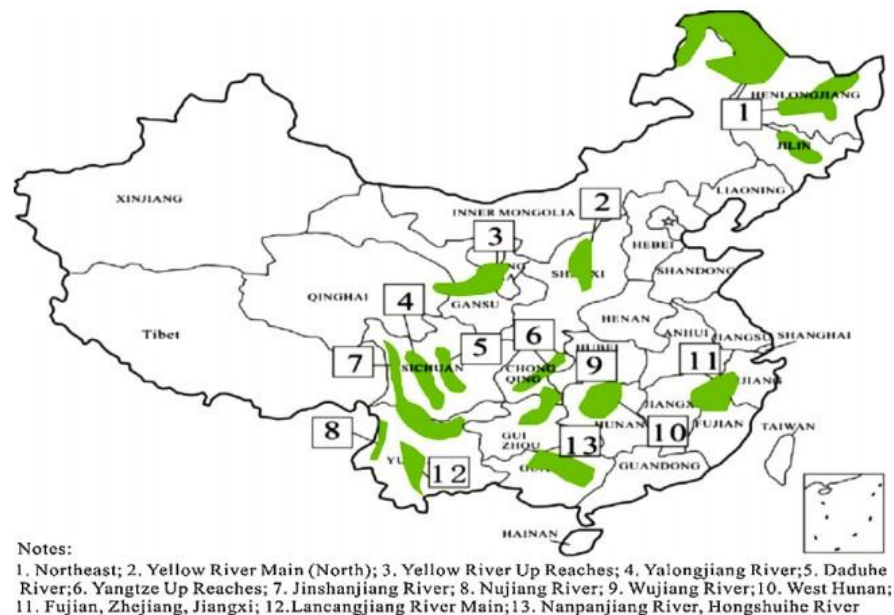 HENLONGJIANG
1
JILIN
LIAONING
XINJIANG
INNER MONGOLIA
2
3
HEBEI
SHANDONG
QINGHAI
GANSU
4
HENAN
ANHUI
JIANGSU
SHANGHAI
Tibet
7
SICHUAN
5
6
CHONG
QING
HUBEI
9
11
JIANG
JIANGX
8
GUI
ZHOU
HUNAN
10
FUJIAN
TAIWAN
YU
12
13
GUANDONG
HAINAN
Notes:
1. Northeast; 2. Yellow River Main (North); 3. Yellow River Up Reaches; 4. Yalongjiang River;5. Daduhe
River;6. Yangtze Up Reaches; 7. Jinshanjiang River; 8. Nujiang River; 9. Wujiang River;10. West Hunan;
11. Fujian, Zhejiang, Jiangxi; 12.Lancangjiang River Main;13. Nanpanjiang River, Hongshuihe River